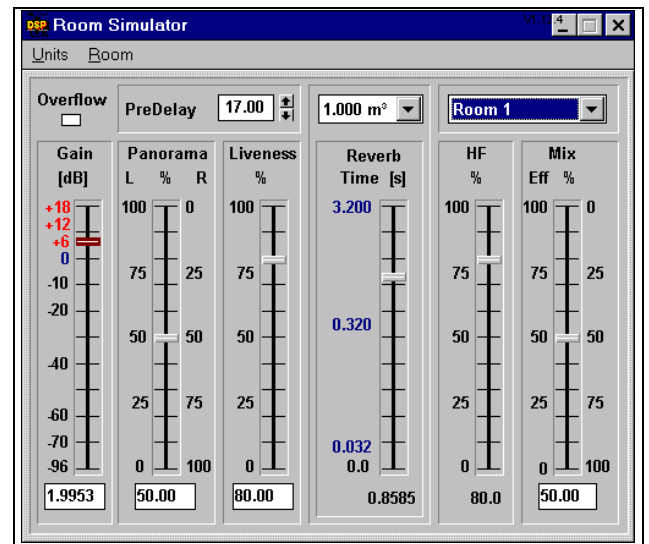 DSP Room Simulator
Units Room
Overflow
PreDelay 17.00 1.000 m³ Room 1
Gain Panorama Liveness Reverb HF Mix
[dB] L % R % Time [s] % Eff %
+18 100 0 100 3.200 100 100 0
+12
+6
0
-10 75 25 75 75 75 25
-20
50 50 50 0.320 50 50 50
-40
25 75 25 25 25 75
-60
-70 0.032
-96 0 100 0 0.0 0 0 100
1.9953 50.00 80.00 0.8585 80.0 50.00